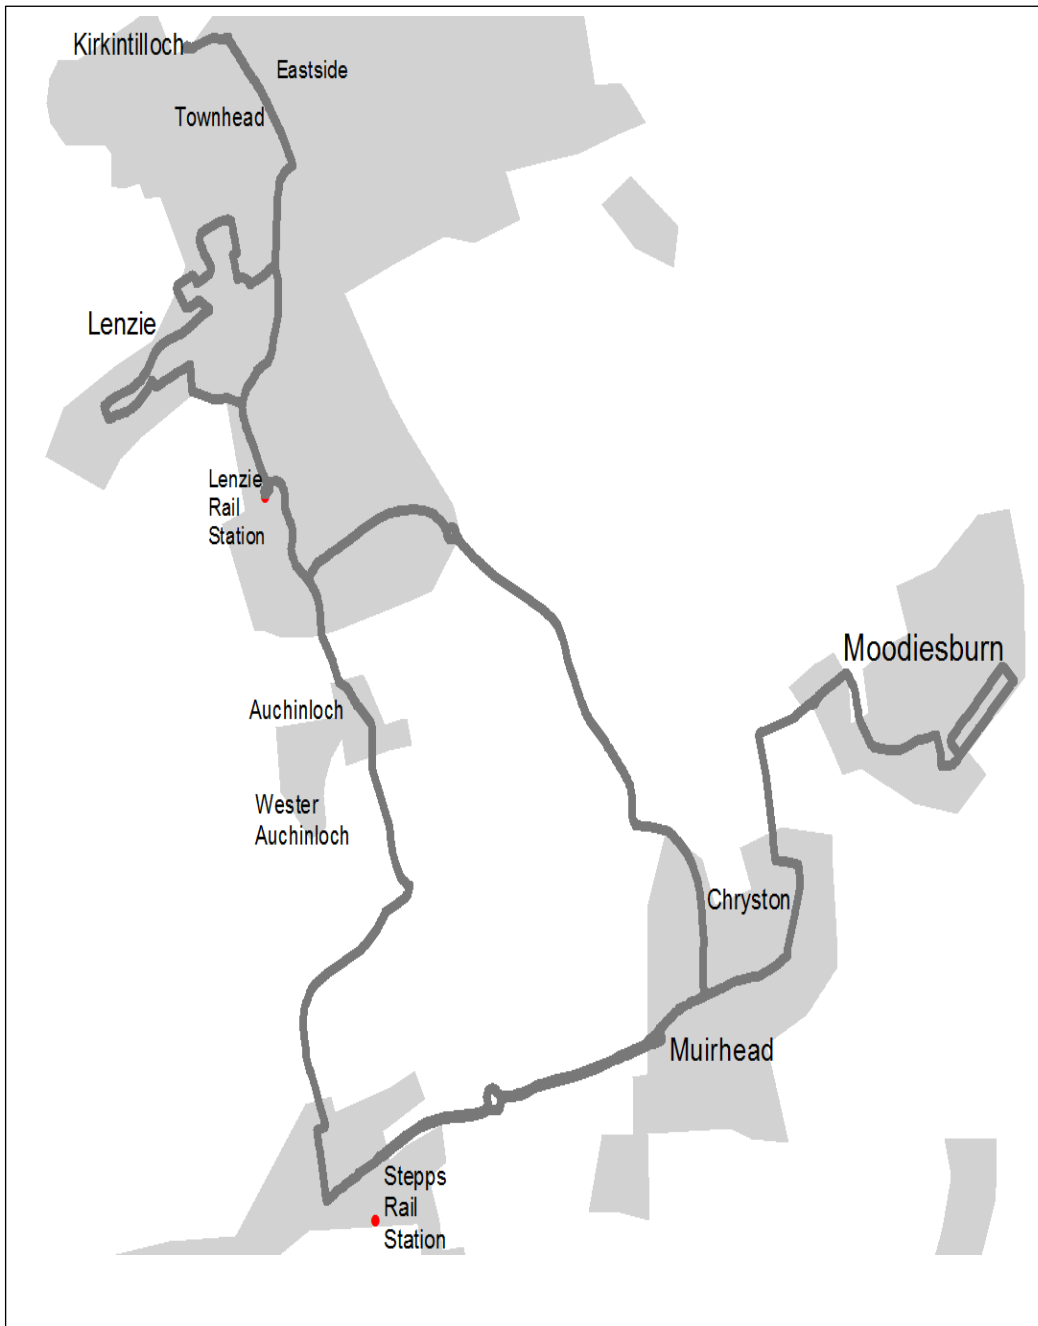 Kirkintilloch
Eastside
Townhead
Lenzie
Lenzie
Rail
Station
Moodiesburn
Auchinloch
Wester
Auchinloch
Chryston
Muirhead
Stepps
Rail
Station